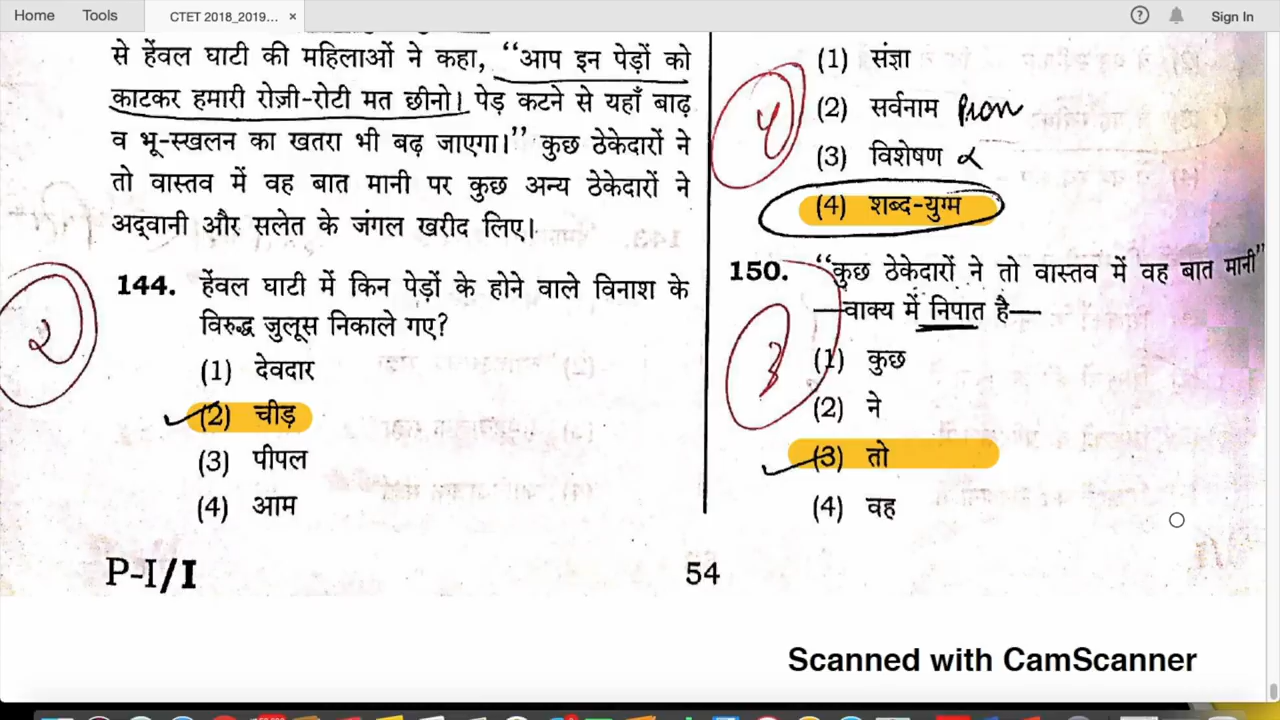 Home Tools CTET 2018_2019... × Sign In
से हेंवल घाटी की महिलाओं ने कहा, “आप इन पेड़ों को
काटकर हमारी रोज़ी-रोटी मत छीनो। पेड़ कटने से यहाँ बाढ़
व भू-स्खलन का खतरा भी बढ़ जाएगा।” कुछ ठेकेदारों ने
तो वास्तव में वह बात मानी पर कुछ अन्य ठेकेदारों ने
अद्वानी और सलेत के जंगल खरीद लिए।
144. हेंवल घाटी में किन पेड़ों के होने वाले विनाश के
विरुद्ध जुलूस निकाले गए?
२
(1) देवदार
(2) चीड़
(3) पीपल
(4) आम
(1) संज्ञा
(2) सर्वनाम Pron
(3) विशेषण
(4) शब्द-युग्म
150. “कुछ ठेकेदारों ने तो वास्तव में वह बात मानी”
—वाक्य में निपात है—
3
(1) कुछ
(2) ने
(3) तो
(4) वह
P-I/I
54
Scanned with CamScanner